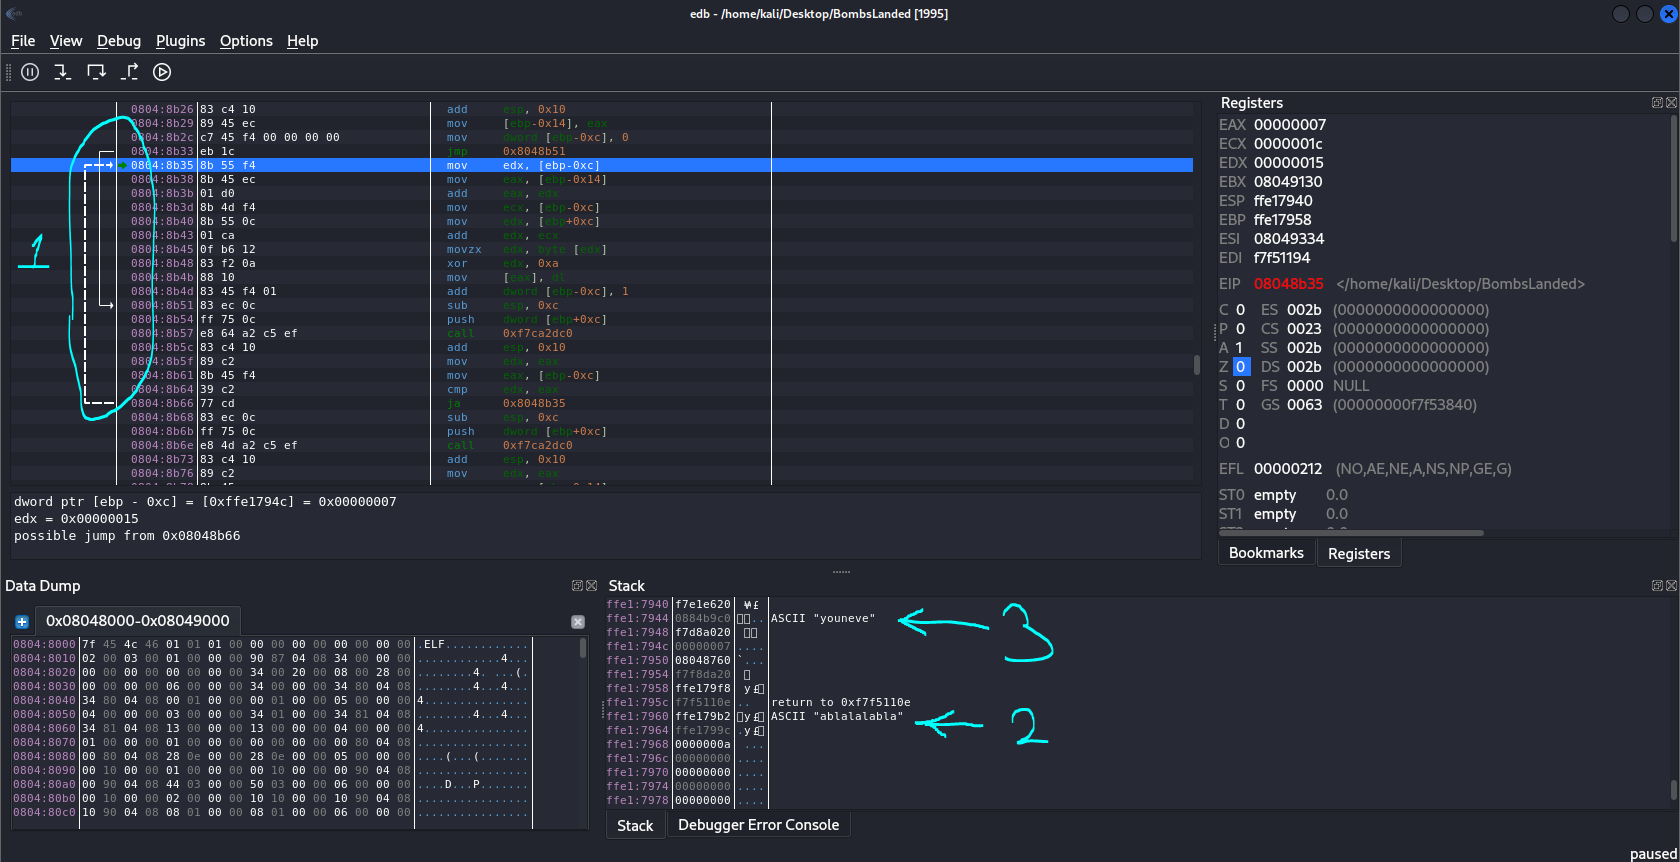 edb - /home/kali/Desktop/BombsLanded [1995]
File View Debug Plugins Options Help
0804:8b26 83 c4 10 add esp, 0x10
0804:8b29 89 45 ec mov [ebp-0x14], eax
0804:8b2c c7 45 f4 00 00 00 00 mov dword [ebp-0xc], 0
0804:8b33 eb 1c jmp 0x8048b51
0804:8b35 8b 55 f4 mov edx, [ebp-0xc]
0804:8b38 8b 45 ec mov eax, [ebp-0x14]
0804:8b3b 01 d0 add eax, edx
0804:8b3d 8b 4d f4 mov ecx, [ebp-0xc]
0804:8b40 8b 55 0c mov edx, [ebp+0xc]
0804:8b43 01 ca add edx, ecx
0804:8b45 0f b6 12 movzx edx, byte [edx]
0804:8b48 83 f2 0a xor edx, 0xa
0804:8b4b 88 10 mov [eax], dl
0804:8b4d 83 45 f4 01 add dword [ebp-0xc], 1
0804:8b51 83 ec 0c sub esp, 0xc
0804:8b54 ff 75 0c push dword [ebp+0xc]
0804:8b57 e8 64 a2 c5 ef call 0xf7ca2dc0
0804:8b5c 83 c4 10 add esp, 0x10
0804:8b5f 89 c2 mov edx, eax
0804:8b61 8b 45 f4 mov eax, [ebp-0xc]
0804:8b64 39 c2 cmp edx, eax
0804:8b66 77 cd ja 0x8048b35
0804:8b68 83 ec 0c sub esp, 0xc
0804:8b6b ff 75 0c push dword [ebp+0xc]
0804:8b6e e8 4d a2 c5 ef call 0xf7ca2dc0
0804:8b73 83 c4 10 add esp, 0x10
0804:8b76 89 c2 mov edx, eax
1
dword ptr [ebp - 0xc] = [0xffe1794c] = 0x00000007
edx = 0x00000015
possible jump from 0x08048b66
Registers
EAX 00000007
ECX 0000001c
EDX 00000015
EBX 08049130
ESP ffe17940
EBP ffe17958
ESI 08049334
EDI f7f51194
EIP 08048b35 </home/kali/Desktop/BombsLanded>
C 0 ES 002b (0000000000000000)
P 0 CS 0023 (0000000000000000)
A 1 SS 002b (0000000000000000)
Z 0 DS 002b (0000000000000000)
S 0 FS 0000 NULL
T 0 GS 0063 (00000000f7f53840)
D 0
O 0
EFL 00000212 (NO,AE,NE,A,NS,NP,GE,G)
ST0 empty 0.0
ST1 empty 0.0
Bookmarks Registers
Data Dump
0x08048000-0x08049000
0804:8000 7f 45 4c 46 01 01 01 00 00 00 00 00 00 00 00 00 .ELF............
0804:8010 02 00 03 00 01 00 00 00 90 87 04 08 34 00 00 00 ............4...
0804:8020 00 00 00 00 00 00 00 00 34 00 20 00 08 00 28 00 ........4. ...(.
0804:8030 00 00 00 00 06 00 00 00 34 00 00 00 34 80 04 08 ........4...4...
0804:8040 34 80 04 08 00 01 00 00 00 01 00 00 05 00 00 00 4...............
0804:8050 04 00 00 00 03 00 00 00 34 01 00 00 34 81 04 08 ........4...4...
0804:8060 34 81 04 08 13 00 00 00 13 00 00 00 04 00 00 00 4...............
0804:8070 01 00 00 00 01 00 00 00 00 00 00 00 00 80 04 08 ................
0804:8080 00 80 04 08 28 0e 00 00 28 0e 00 00 05 00 00 00 ....(...(.......
0804:8090 00 10 00 00 01 00 00 00 00 10 00 00 00 90 04 08 ................
0804:80a0 00 90 04 08 44 03 00 00 50 03 00 00 06 00 00 00 ....D...P.......
0804:80b0 00 10 00 00 02 00 00 00 10 10 00 00 10 90 04 08 ................
0804:80c0 10 90 04 08 08 01 00 00 08 01 00 00 06 00 00 00 ................
Stack
ffe1:7940 f7e1e620
ffe1:7944 0884b9c0 ASCII "youneve"
ffe1:7948 f7d8a020
ffe1:794c 00000007 ....
ffe1:7950 08048760 `...
ffe1:7954 f7f8da20
ffe1:7958 ffe179f8
ffe1:795c f7f5110e return to 0xf7f5110e
ffe1:7960 ffe179b2 ASCII "ablalalabla"
ffe1:7964 ffe1799c
ffe1:7968 0000000a ...
ffe1:796c 00000000 ....
ffe1:7970 00000000 ....
ffe1:7974 00000000 ....
ffe1:7978 00000000 ....
3
2
Stack Debugger Error Console
paused